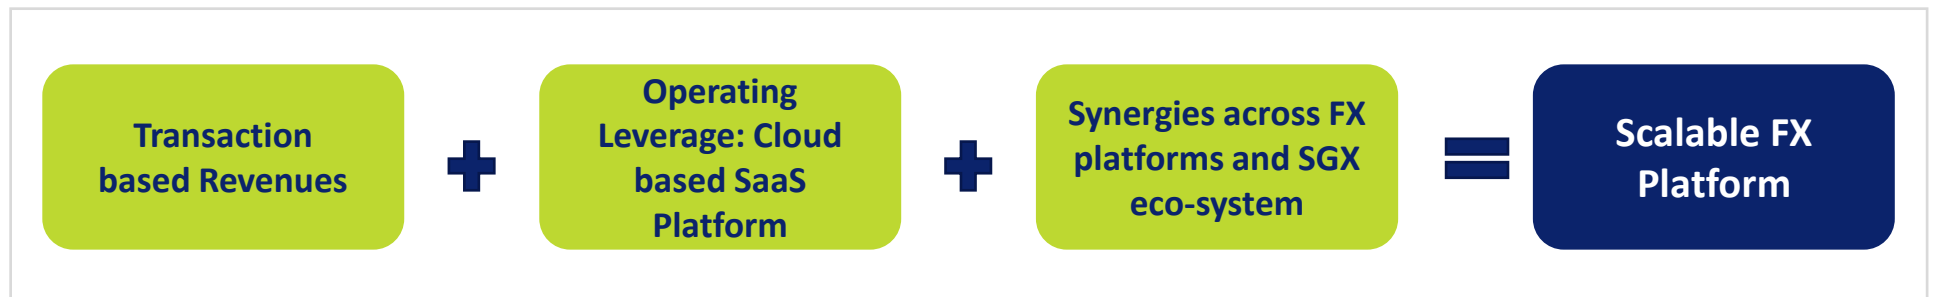 Transaction
based Revenues
Operating
Leverage: Cloud
based SaaS
Platform
Synergies across FX
platforms and SGX
eco-system
Scalable FX
Platform